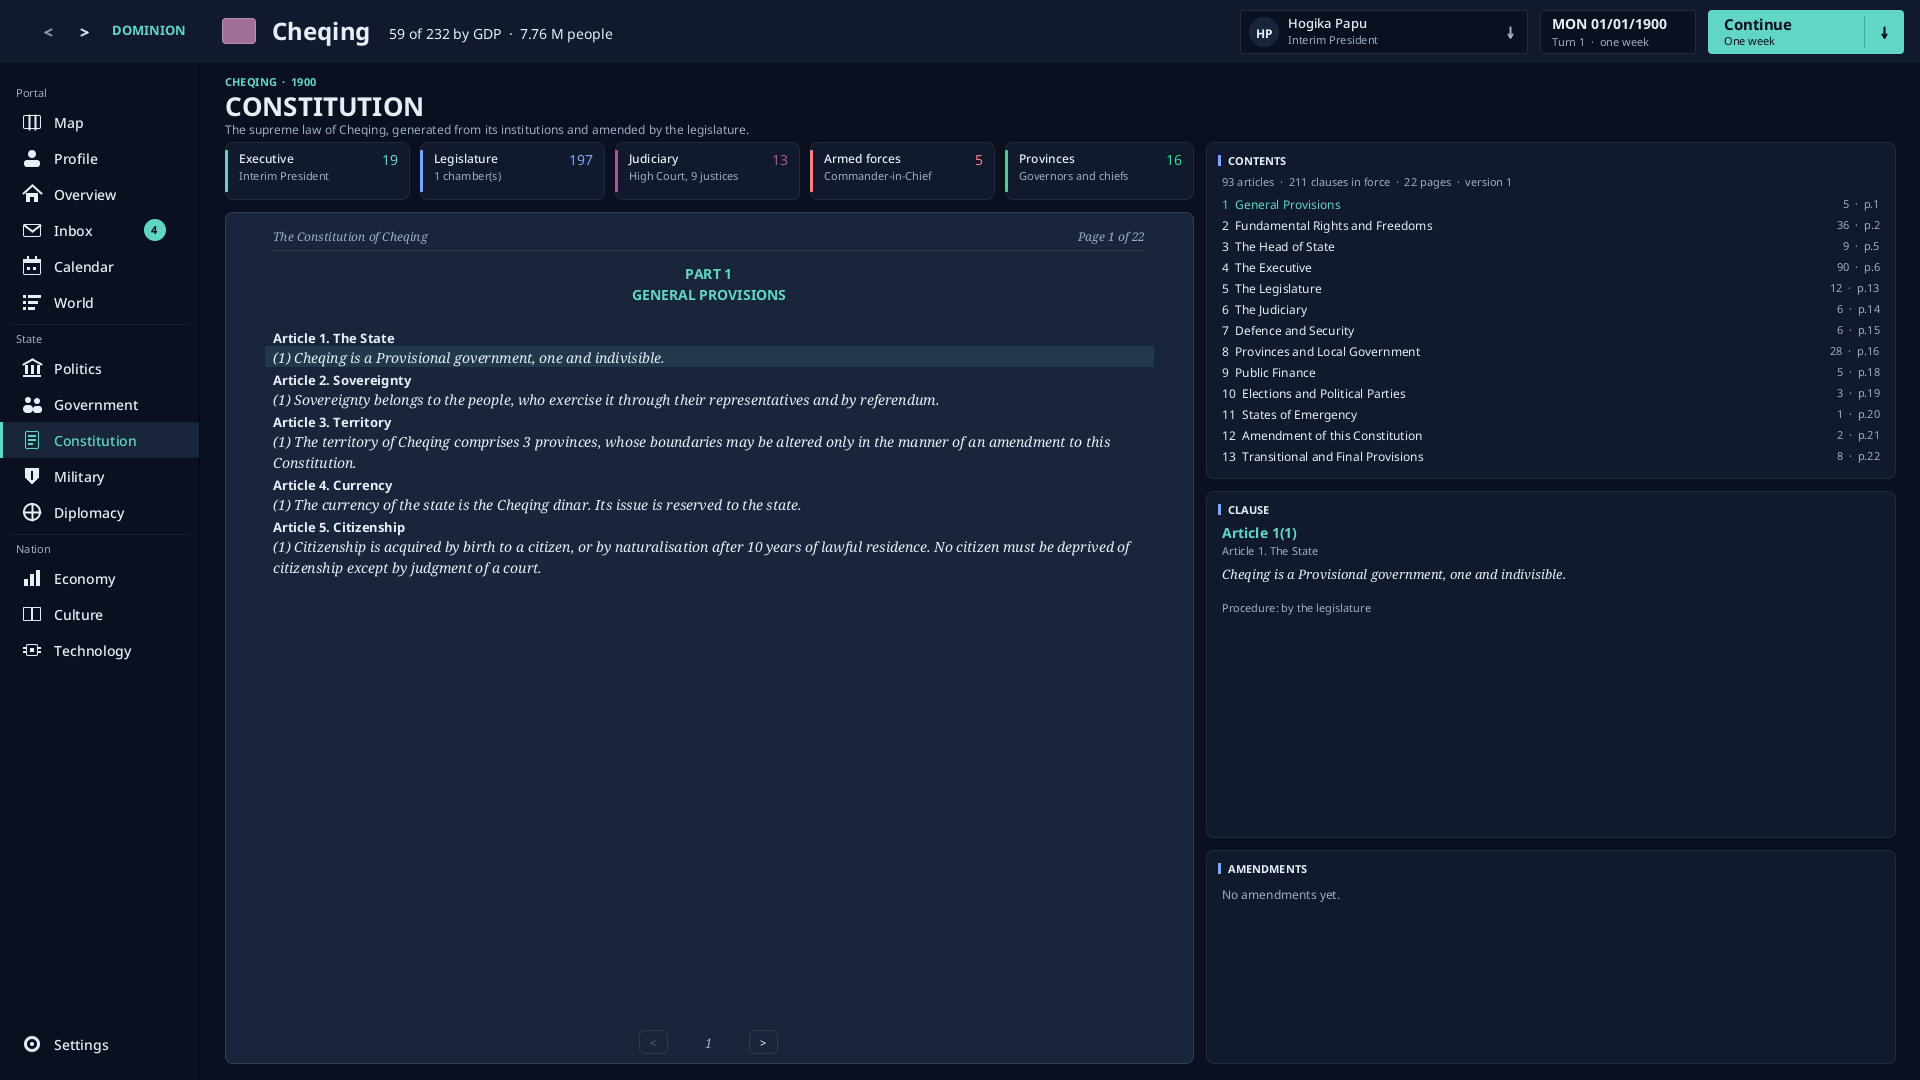 < > DOMINION
Cheqing 59 of 232 by GDP · 7.76 M people
HP
Hogika Papu
Interim President
↓
MON 01/01/1900
Turn 1 · one week
Continue
One week
↓
Portal
Map
Profile
Overview
Inbox 4
Calendar
World
State
Politics
Government
Constitution
Military
Diplomacy
Nation
Economy
Culture
Technology
Settings
CHEQING · 1900
CONSTITUTION
The supreme law of Cheqing, generated from its institutions and amended by the legislature.
Executive 19
Interim President
Legislature 197
1 chamber(s)
Judiciary 13
High Court, 9 justices
Armed forces 5
Commander-in-Chief
Provinces 16
Governors and chiefs
The Constitution of Cheqing Page 1 of 22
PART 1
GENERAL PROVISIONS
Article 1. The State
(1) Cheqing is a Provisional government, one and indivisible.
Article 2. Sovereignty
(1) Sovereignty belongs to the people, who exercise it through their representatives and by referendum.
Article 3. Territory
(1) The territory of Cheqing comprises 3 provinces, whose boundaries may be altered only in the manner of an amendment to this
Constitution.
Article 4. Currency
(1) The currency of the state is the Cheqing dinar. Its issue is reserved to the state.
Article 5. Citizenship
(1) Citizenship is acquired by birth to a citizen, or by naturalisation after 10 years of lawful residence. No citizen must be deprived of
citizenship except by judgment of a court.
< 1 >
CONTENTS
93 articles · 211 clauses in force · 22 pages · version 1
1 General Provisions 5 · p.1
2 Fundamental Rights and Freedoms 36 · p.2
3 The Head of State 9 · p.5
4 The Executive 90 · p.6
5 The Legislature 12 · p.13
6 The Judiciary 6 · p.14
7 Defence and Security 6 · p.15
8 Provinces and Local Government 28 · p.16
9 Public Finance 5 · p.18
10 Elections and Political Parties 3 · p.19
11 States of Emergency 1 · p.20
12 Amendment of this Constitution 2 · p.21
13 Transitional and Final Provisions 8 · p.22
CLAUSE
Article 1(1)
Article 1. The State
Cheqing is a Provisional government, one and indivisible.
Procedure: by the legislature
AMENDMENTS
No amendments yet.